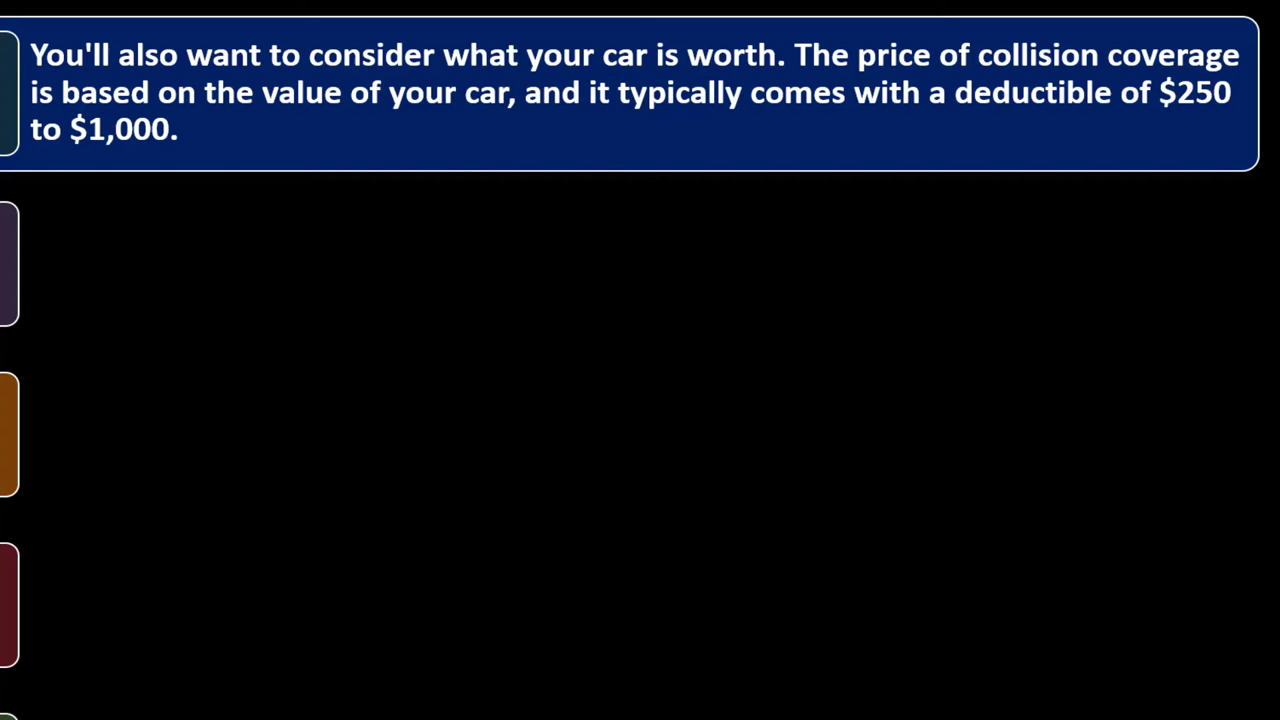 You'll also want to consider what your car is worth. The price of collision coverage
is based on the value of your car, and it typically comes with a deductible of $250
to $1,000.